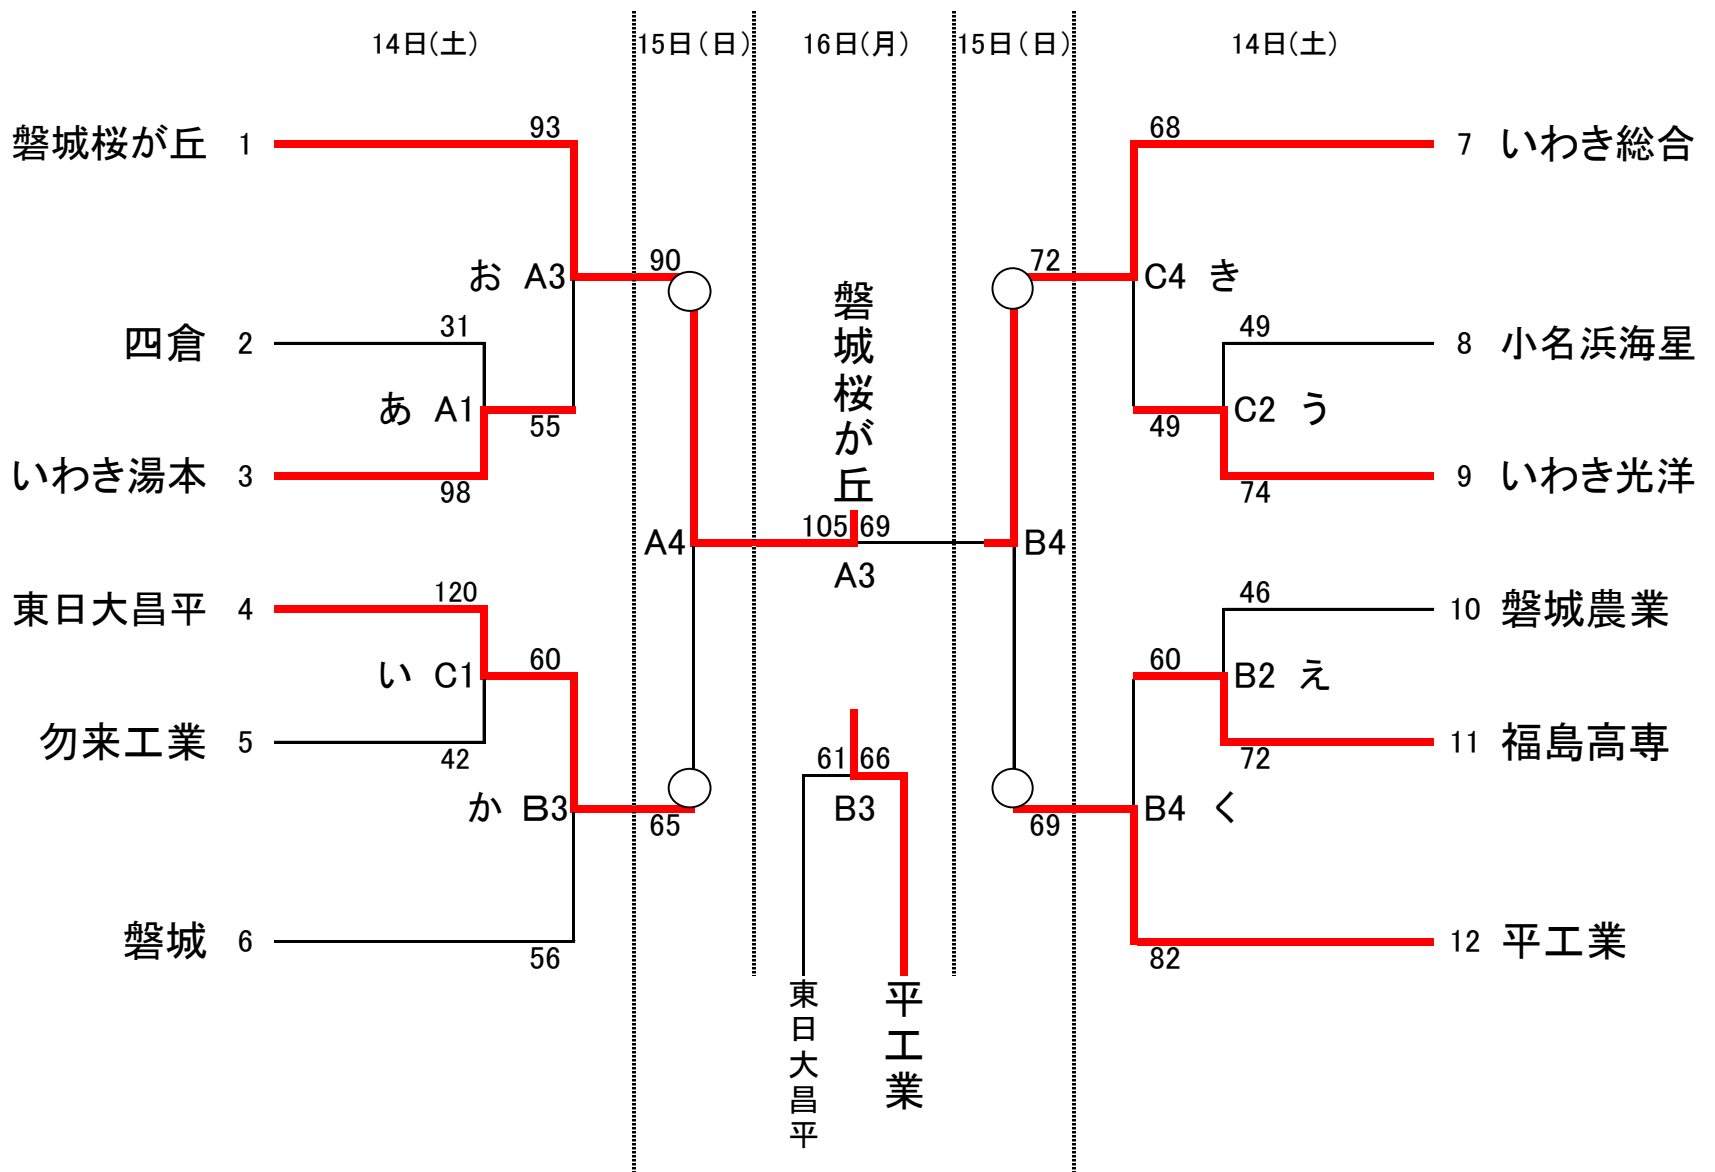 14日(土) 15日(日) 16日(月) 15日(日) 14日(土)
93 68
磐城桜が丘 1 7 いわき総合
90 72
お A3 C4 き
磐城桜が丘
31 49
四倉 2 8 小名浜海星
あ A1 C2 う
55 49
いわき湯本 3 9 いわき光洋
98 74
105 69
A4 B4
A3
120 46
東日大昌平 4 10 磐城農業
60 60
い C1 B2 え
勿来工業 5 11 福島高専
42 61 66 72
か B3 B3 B4 く
65 69
磐城 6 12 平工業
56 82
東日大昌平
平工業